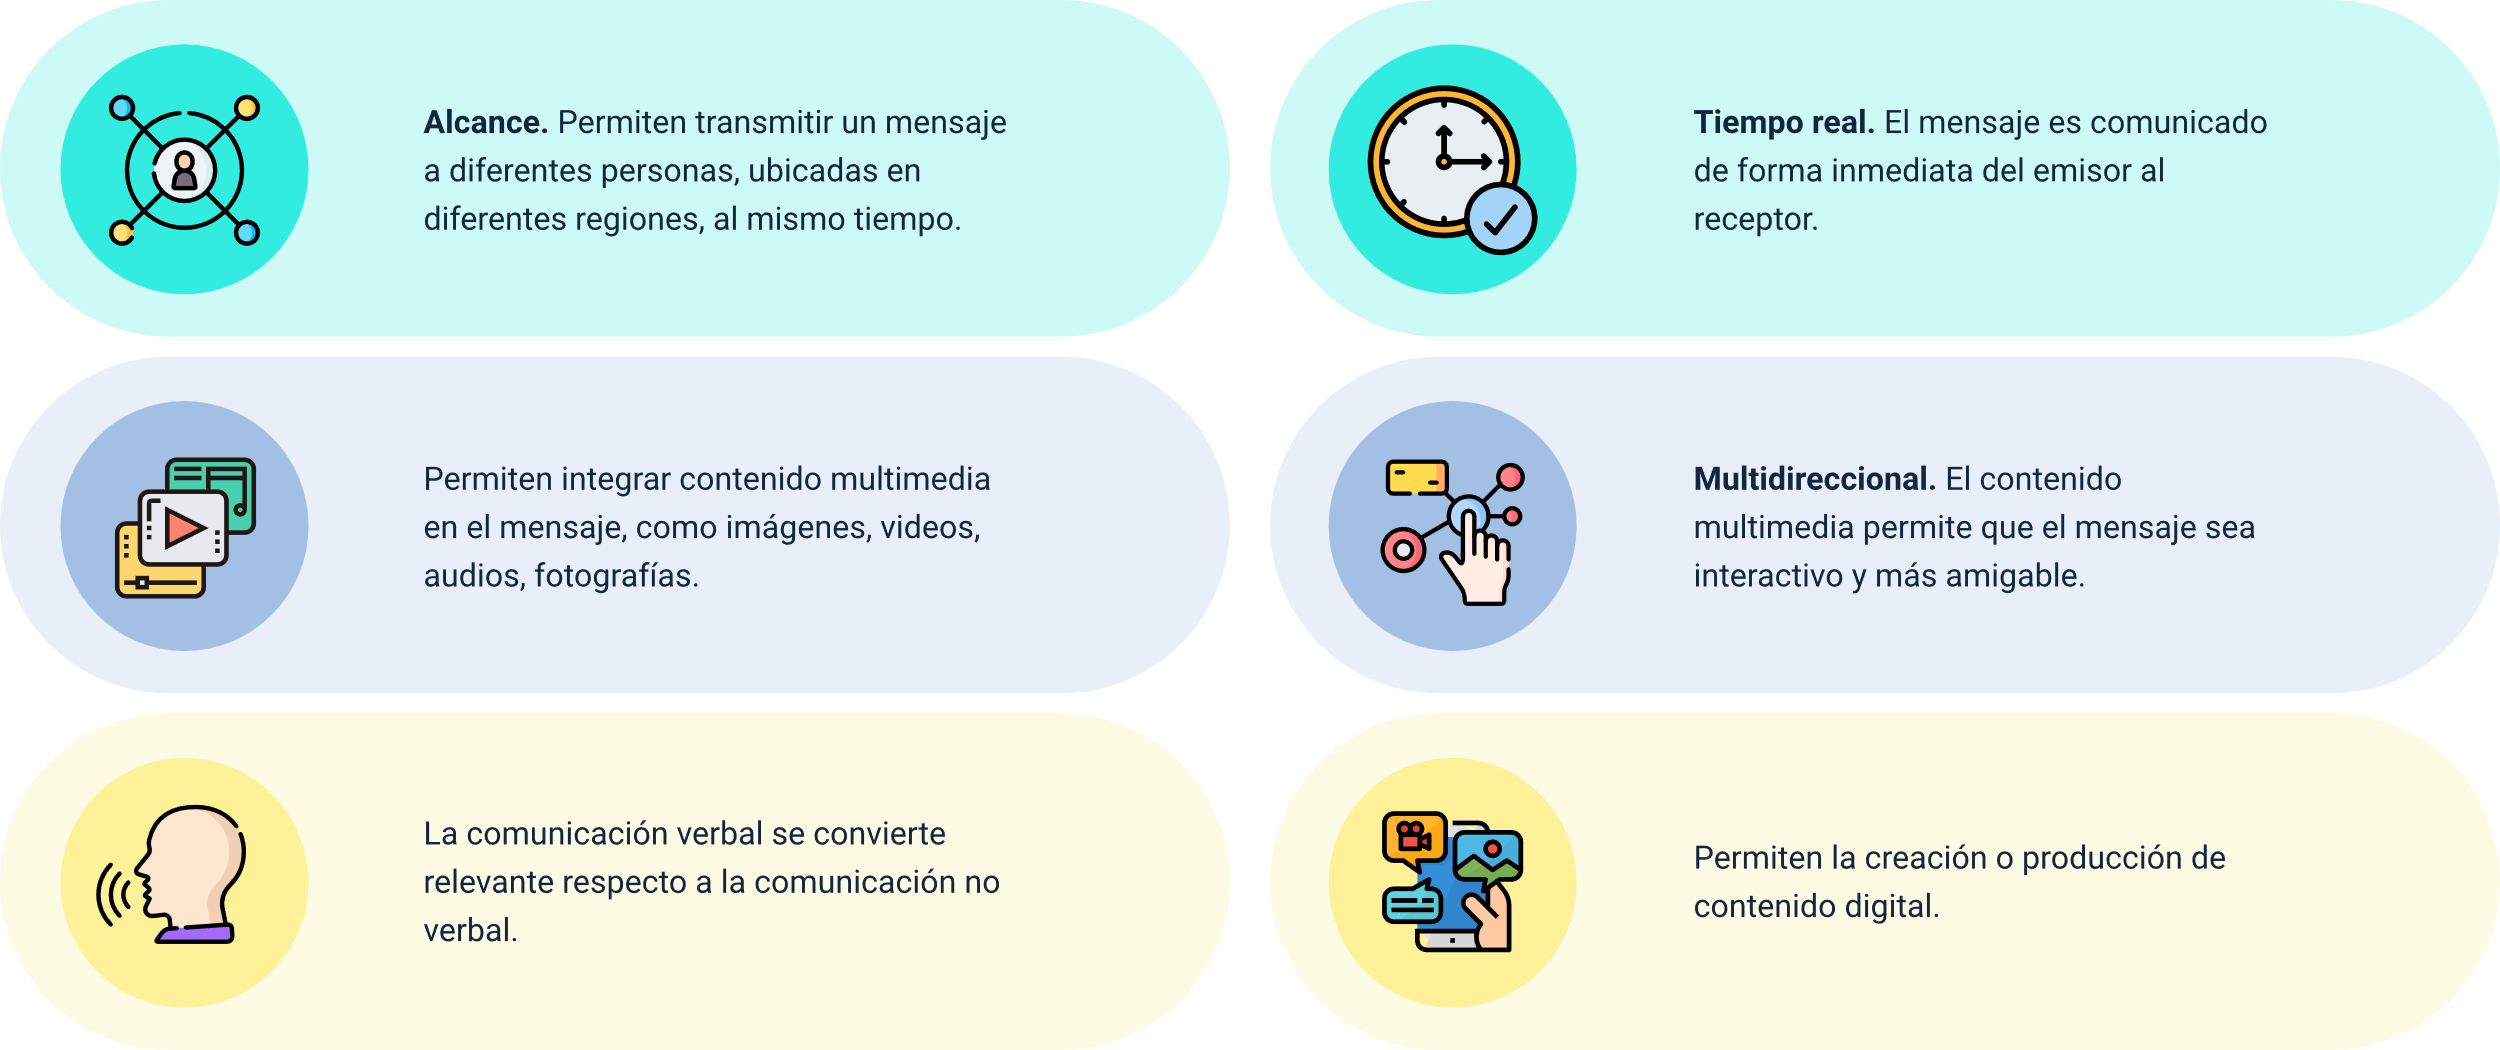 Alcance. Permiten transmitir un mensaje
a diferentes personas, ubicadas en
diferentes regiones, al mismo tiempo.
Tiempo real. El mensaje es comunicado
de forma inmediata del emisor al
receptor.
Permiten integrar contenido multimedia
en el mensaje, como imágenes, videos,
audios, fotografías.
Multidireccional. El contenido
multimedia permite que el mensaje sea
interactivo y más amigable.
La comunicación verbal se convierte
relevante respecto a la comunicación no
verbal.
Permiten la creación o producción de
contenido digital.